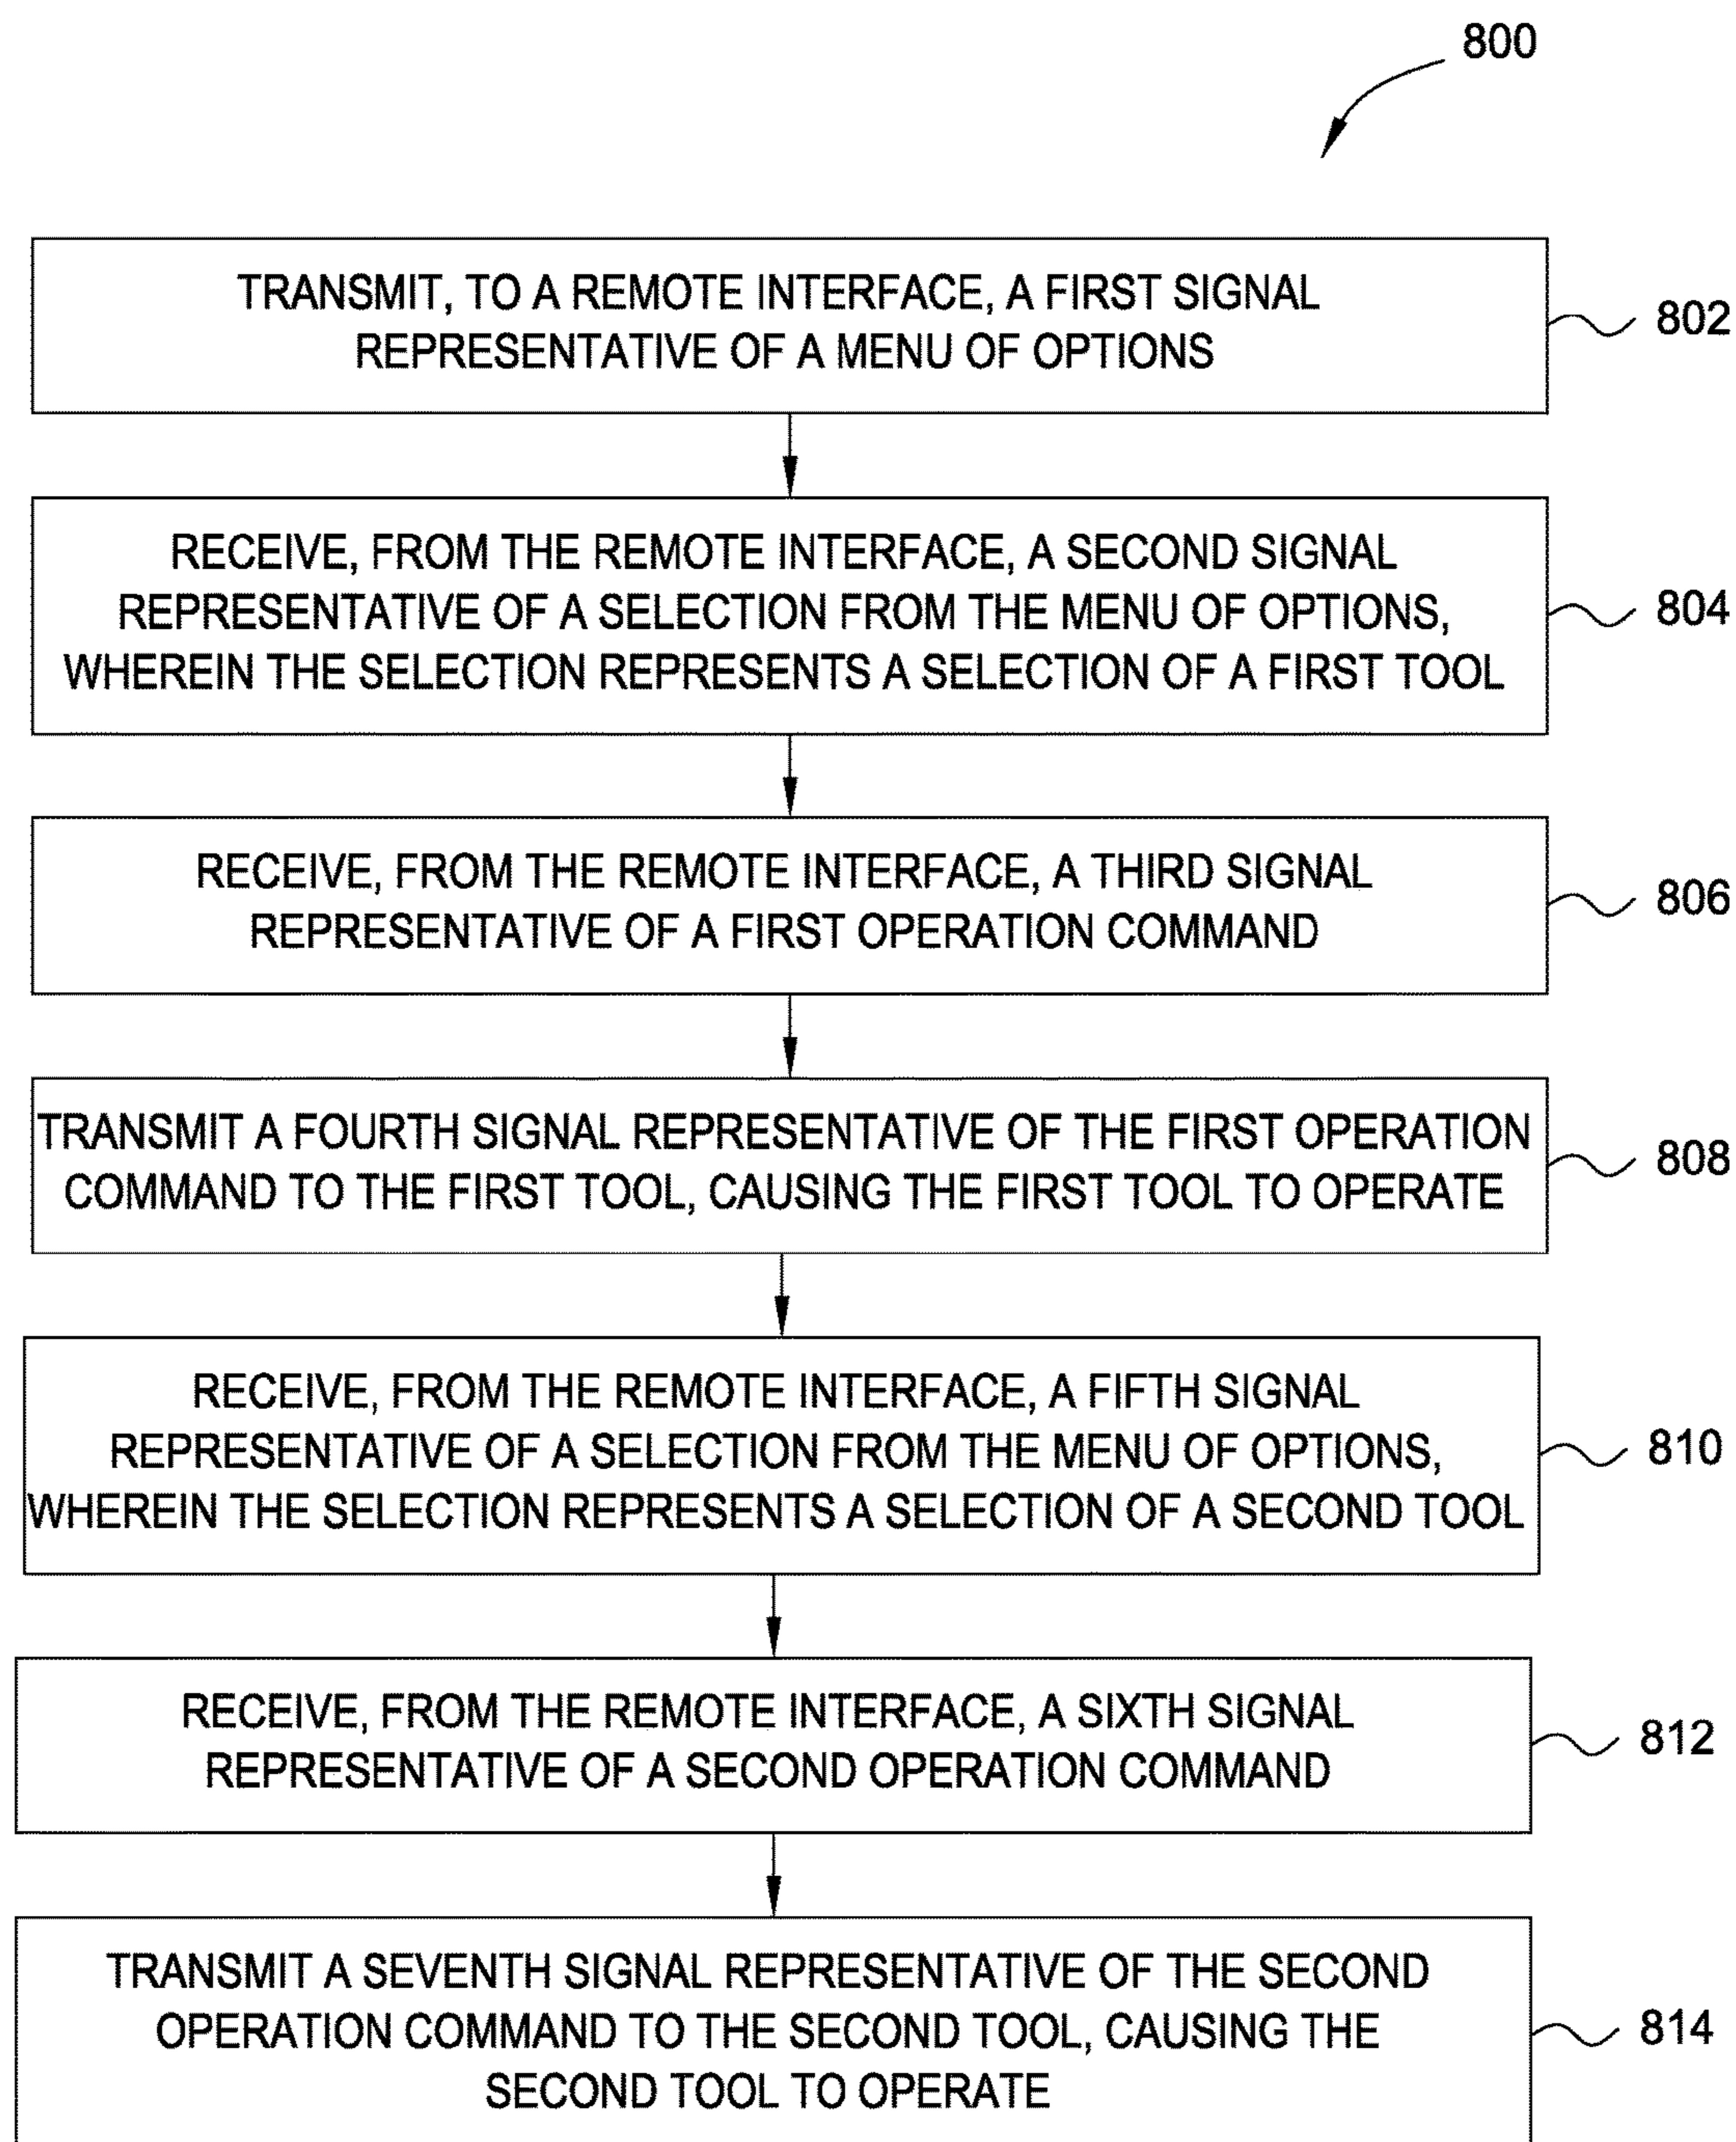 800
TRANSMIT, TO A REMOTE INTERFACE, A FIRST SIGNAL
REPRESENTATIVE OF A MENU OF OPTIONS
802
RECEIVE, FROM THE REMOTE INTERFACE, A SECOND SIGNAL
REPRESENTATIVE OF A SELECTION FROM THE MENU OF OPTIONS,
WHEREIN THE SELECTION REPRESENTS A SELECTION OF A FIRST TOOL
804
RECEIVE, FROM THE REMOTE INTERFACE, A THIRD SIGNAL
REPRESENTATIVE OF A FIRST OPERATION COMMAND
806
TRANSMIT A FOURTH SIGNAL REPRESENTATIVE OF THE FIRST OPERATION
COMMAND TO THE FIRST TOOL, CAUSING THE FIRST TOOL TO OPERATE
808
RECEIVE, FROM THE REMOTE INTERFACE, A FIFTH SIGNAL
REPRESENTATIVE OF A SELECTION FROM THE MENU OF OPTIONS,
WHEREIN THE SELECTION REPRESENTS A SELECTION OF A SECOND TOOL
810
RECEIVE, FROM THE REMOTE INTERFACE, A SIXTH SIGNAL
REPRESENTATIVE OF A SECOND OPERATION COMMAND
812
TRANSMIT A SEVENTH SIGNAL REPRESENTATIVE OF THE SECOND
OPERATION COMMAND TO THE SECOND TOOL, CAUSING THE
SECOND TOOL TO OPERATE
814